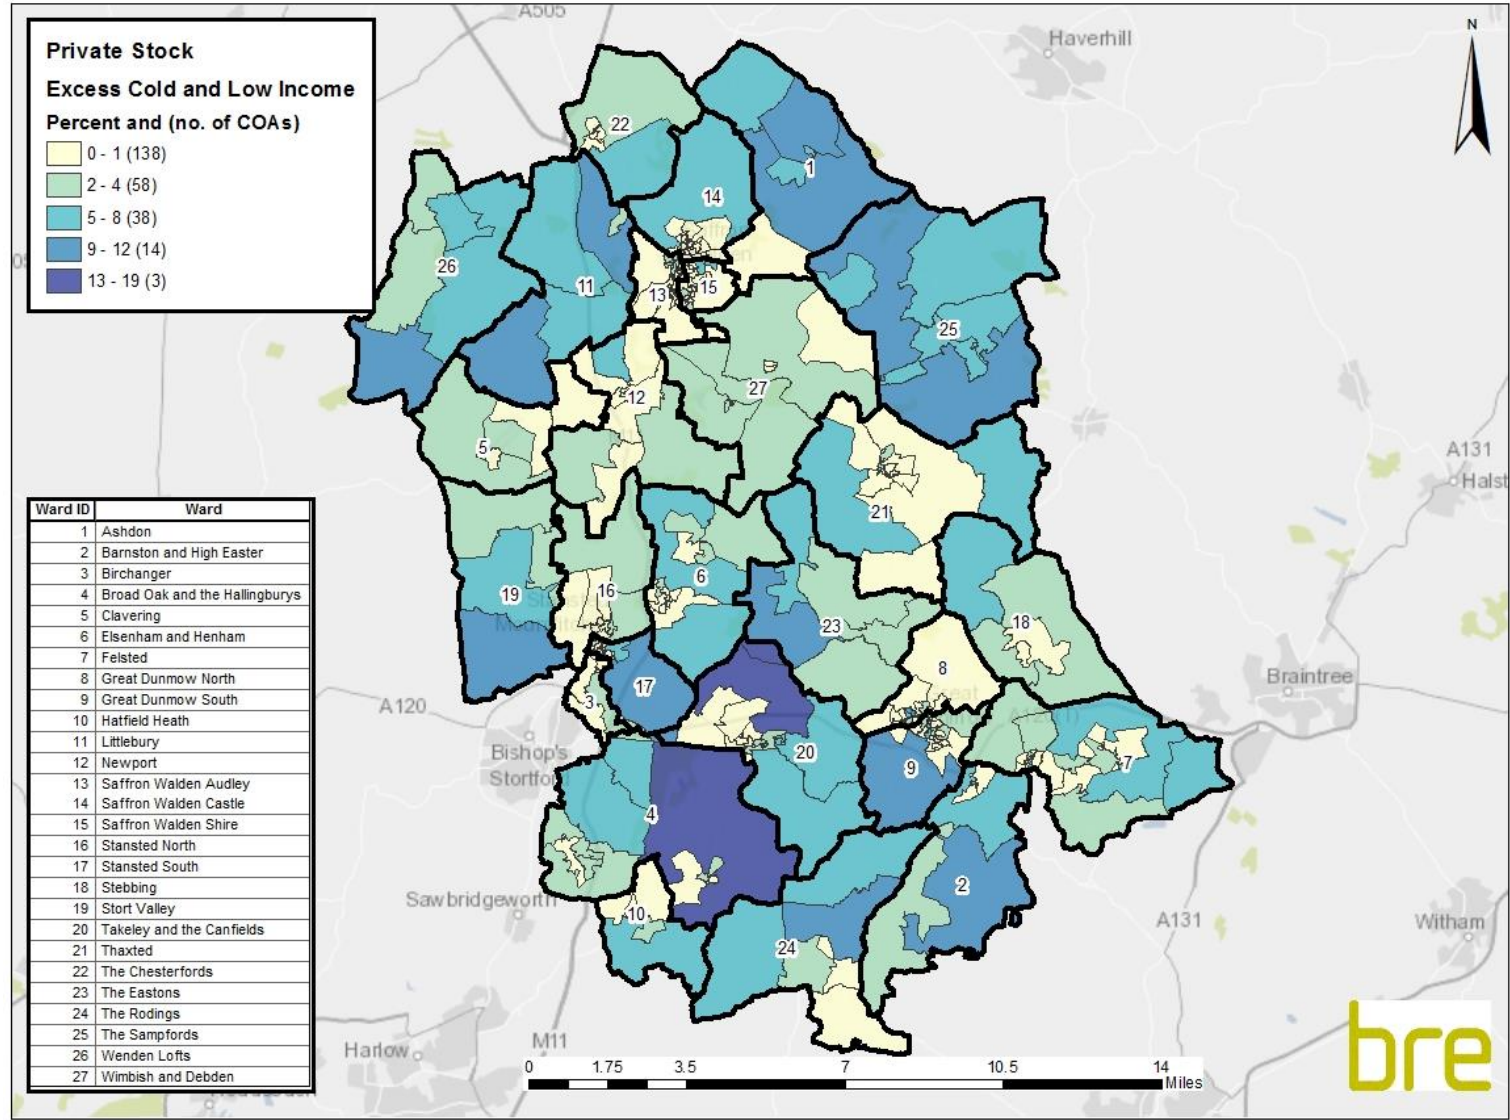 Private Stock
Excess Cold and Low Income
Percent and (no. of COAs)
0 - 1 (138)
2 - 4 (58)
5 - 8 (38)
9 - 12 (14)
13 - 19 (3)
A505
Haverhill
N
22
1
14
26
11
13
15
25
27
12
5
A131
21
6
19
16
23
18
8
17
3
A120
Braintree
Bishop's
Stortford
20
9
7
4
2
Sawbridgeworth
10
A131
Witham
24
Harlow
M11
Ward ID Ward
1 Ashdon
2 Barnston and High Easter
3 Birchanger
4 Broad Oak and the Hallingburys
5 Clavering
6 Elsenham and Henham
7 Felsted
8 Great Dunmow North
9 Great Dunmow South
10 Hatfield Heath
11 Littlebury
12 Newport
13 Saffron Walden Audley
14 Saffron Walden Castle
15 Saffron Walden Shire
16 Stansted North
17 Stansted South
18 Stebbing
19 Stort Valley
20 Takeley and the Canfields
21 Thaxted
22 The Chesterfords
23 The Eastons
24 The Rodings
25 The Sampfords
26 Wenden Lofts
27 Wimbish and Debden
0 1.75 3.5 7 10.5 14
Miles
bre